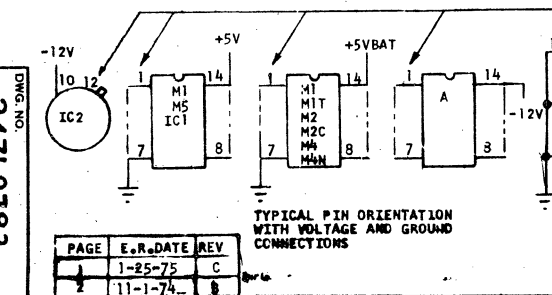 +5V
+5VBAT
-12V
10 12
IC2
1 14
M1
M5
IC1
7 8
1 14
M1
M1T
M2
M2C
M4
M4N
7 8
1 14
A
-12V
7 8
DWG. NO.
TYPICAL PIN ORIENTATION
WITH VOLTAGE AND GROUND
CONNECTIONS
PAGE E.R.DATE REV
1 1-25-75 C
2 11-1-74 B